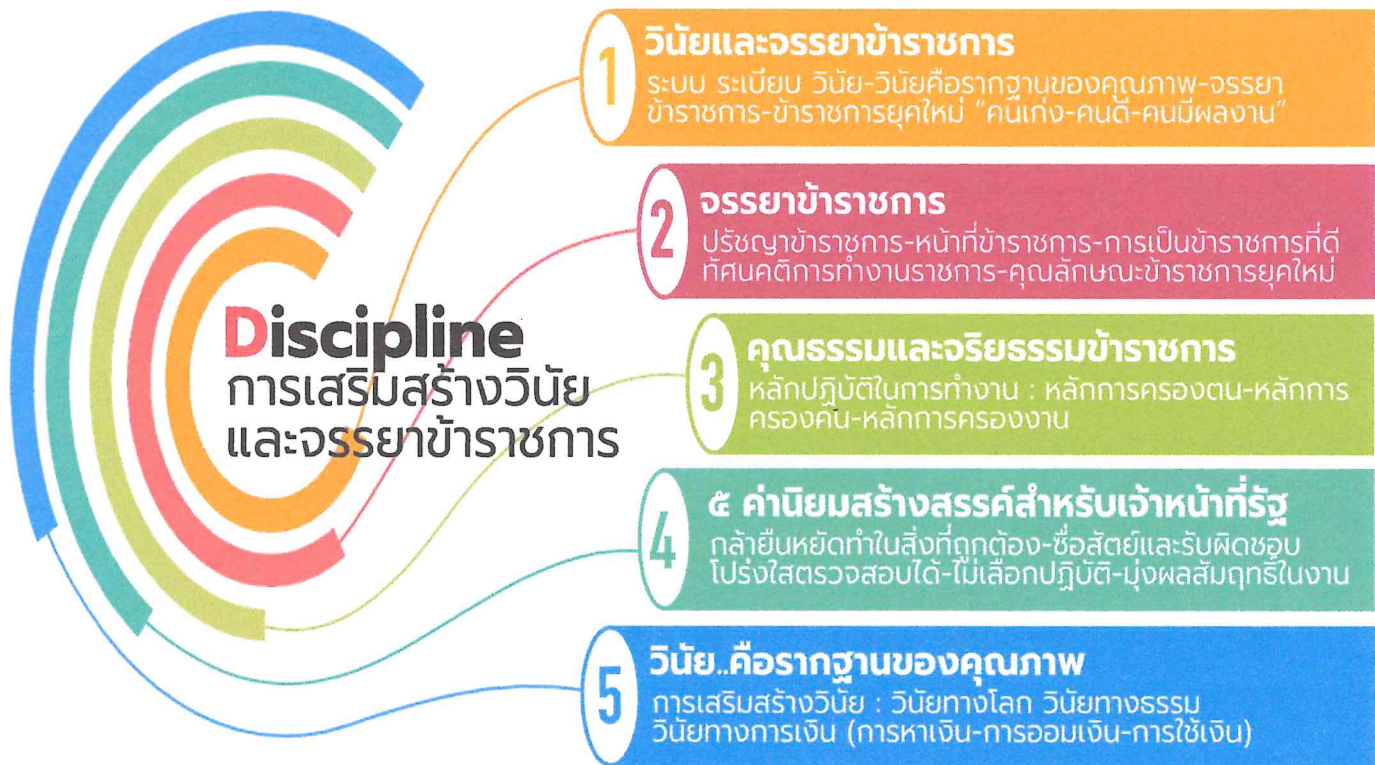 Discipline
การเสริมสร้างวินัย
และจรรยาข้าราชการ
1
วินัยและจรรยาข้าราชการ
ระบบ ระเบียบ วินัย-วินัยคือรากฐานของคุณภาพ-จรรยา
ข้าราชการ-ข้าราชการยุคใหม่ “คนเก่ง-คนดี-คนมีผลงาน”
2
จรรยาข้าราชการ
ปรัชญาข้าราชการ-หน้าที่ข้าราชการ-การเป็นข้าราชการที่ดี
ทัศนคติการทำงานราชการ-คุณลักษณะข้าราชการยุคใหม่
3
คุณธรรมและจริยธรรมข้าราชการ
หลักปฏิบัติในการทำงาน : หลักการครองตน-หลักการ
ครองคน-หลักการครองงาน
4
๕ ค่านิยมสร้างสรรค์สำหรับเจ้าหน้าที่รัฐ
กล้ายืนหยัดทำในสิ่งที่ถูกต้อง-ซื่อสัตย์และรับผิดชอบ
โปร่งใสตรวจสอบได้-ไม่เลือกปฏิบัติ-มุ่งผลสัมฤทธิ์ในงาน
5
วินัย..คือรากฐานของคุณภาพ
การเสริมสร้างวินัย : วินัยทางโลก วินัยทางธรรม
วินัยทางการเงิน (การหาเงิน-การออมเงิน-การใช้เงิน)